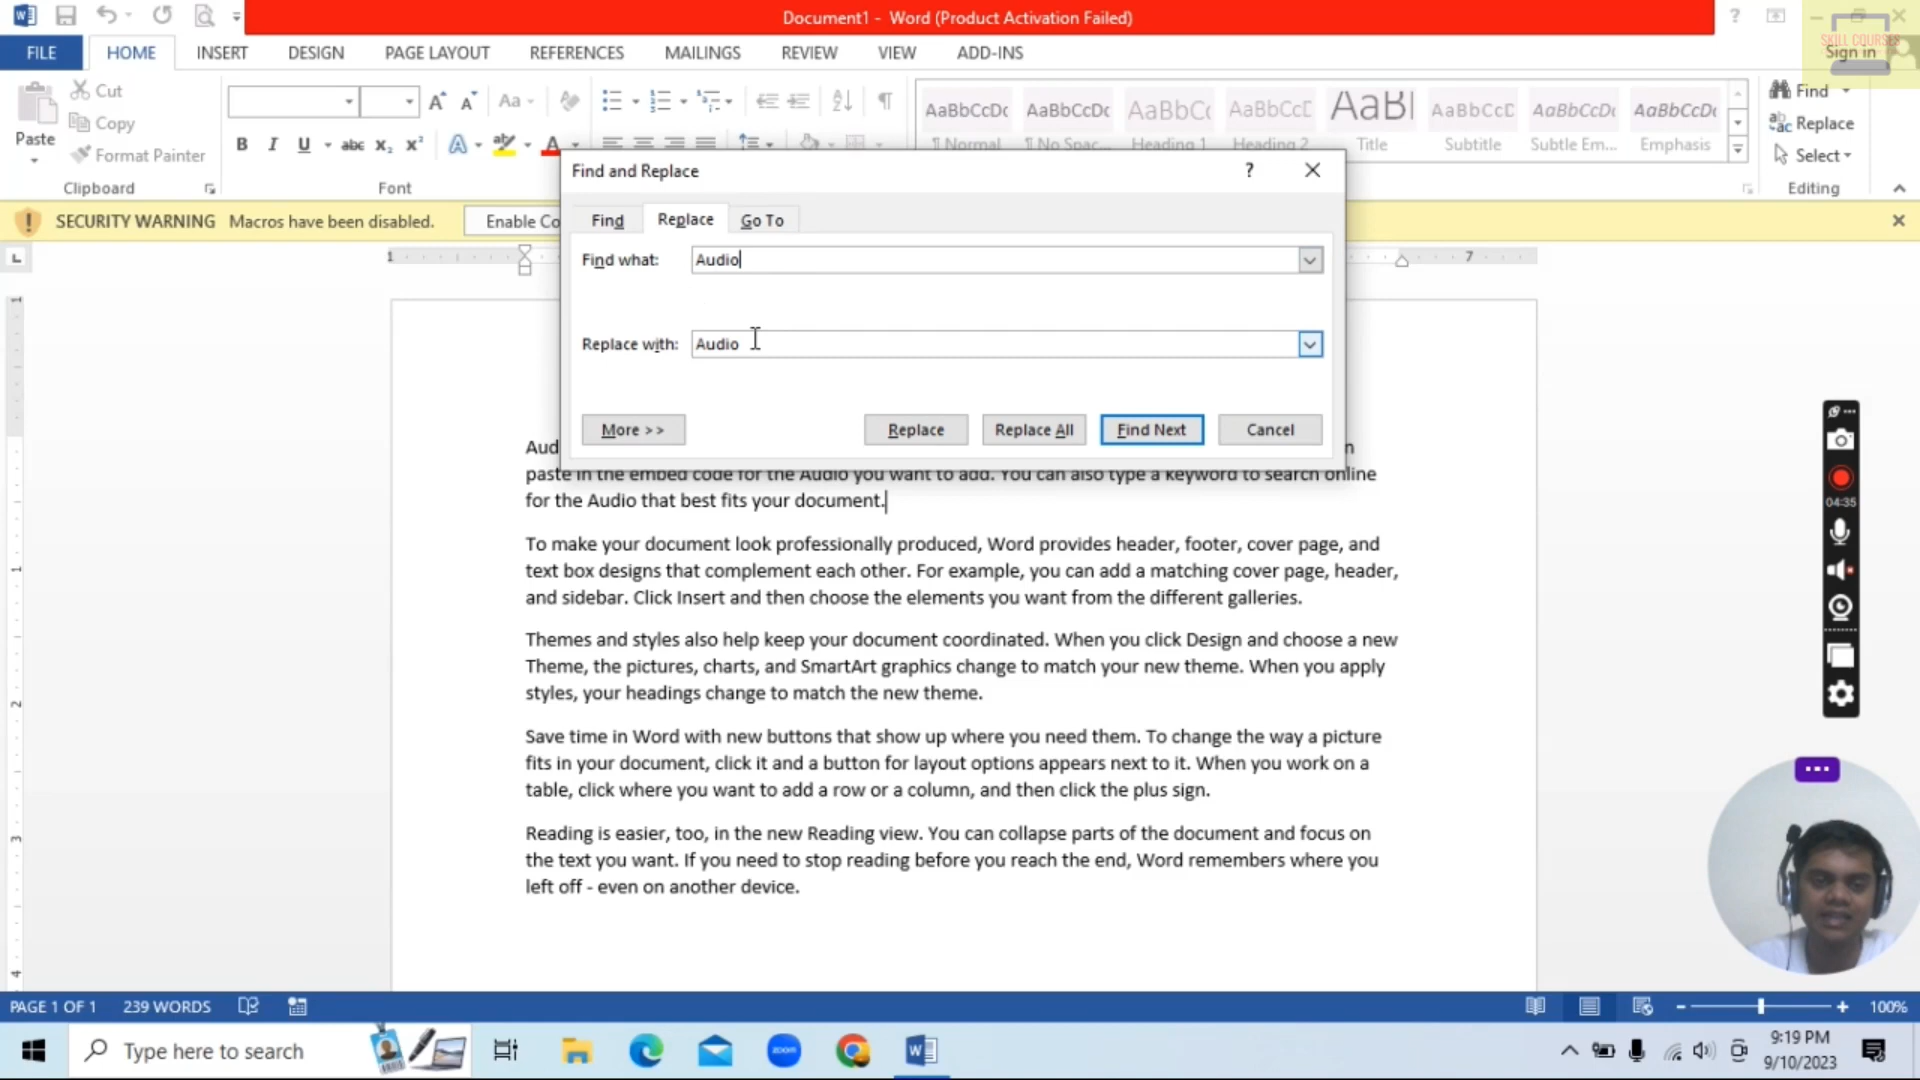 Document1 - Word (Product Activation Failed)
SKILL COURSES
FILE HOME INSERT DESIGN PAGE LAYOUT REFERENCES MAILINGS REVIEW VIEW ADD-INS Sign in
Cut
Copy
Format Painter
Paste
Clipboard
Font
AaBbCcDc AaBbCcDc AaBbC AaBbCcD AaBl AaBbCcD AaBbCcDc AaBbCcDc
¶ Normal ¶ No Spac... Heading 1 Heading 2 Title Subtitle Subtle Em... Emphasis
Find
Replace
Select
Editing
SECURITY WARNING Macros have been disabled. Enable Co
Find and Replace
Find Replace Go To
Find what: Audio
Replace with: Audio
More >> Replace Replace All Find Next Cancel
1 7
Aud n
paste in the embed code for the Audio you want to add. You can also type a keyword to search online
for the Audio that best fits your document.
To make your document look professionally produced, Word provides header, footer, cover page, and
text box designs that complement each other. For example, you can add a matching cover page, header,
and sidebar. Click Insert and then choose the elements you want from the different galleries.
Themes and styles also help keep your document coordinated. When you click Design and choose a new
Theme, the pictures, charts, and SmartArt graphics change to match your new theme. When you apply
styles, your headings change to match the new theme.
Save time in Word with new buttons that show up where you need them. To change the way a picture
fits in your document, click it and a button for layout options appears next to it. When you work on a
table, click where you want to add a row or a column, and then click the plus sign.
Reading is easier, too, in the new Reading view. You can collapse parts of the document and focus on
the text you want. If you need to stop reading before you reach the end, Word remembers where you
left off - even on another device.
04:35
PAGE 1 OF 1 239 WORDS 100%
Type here to search
zoom
9:19 PM
9/10/2023